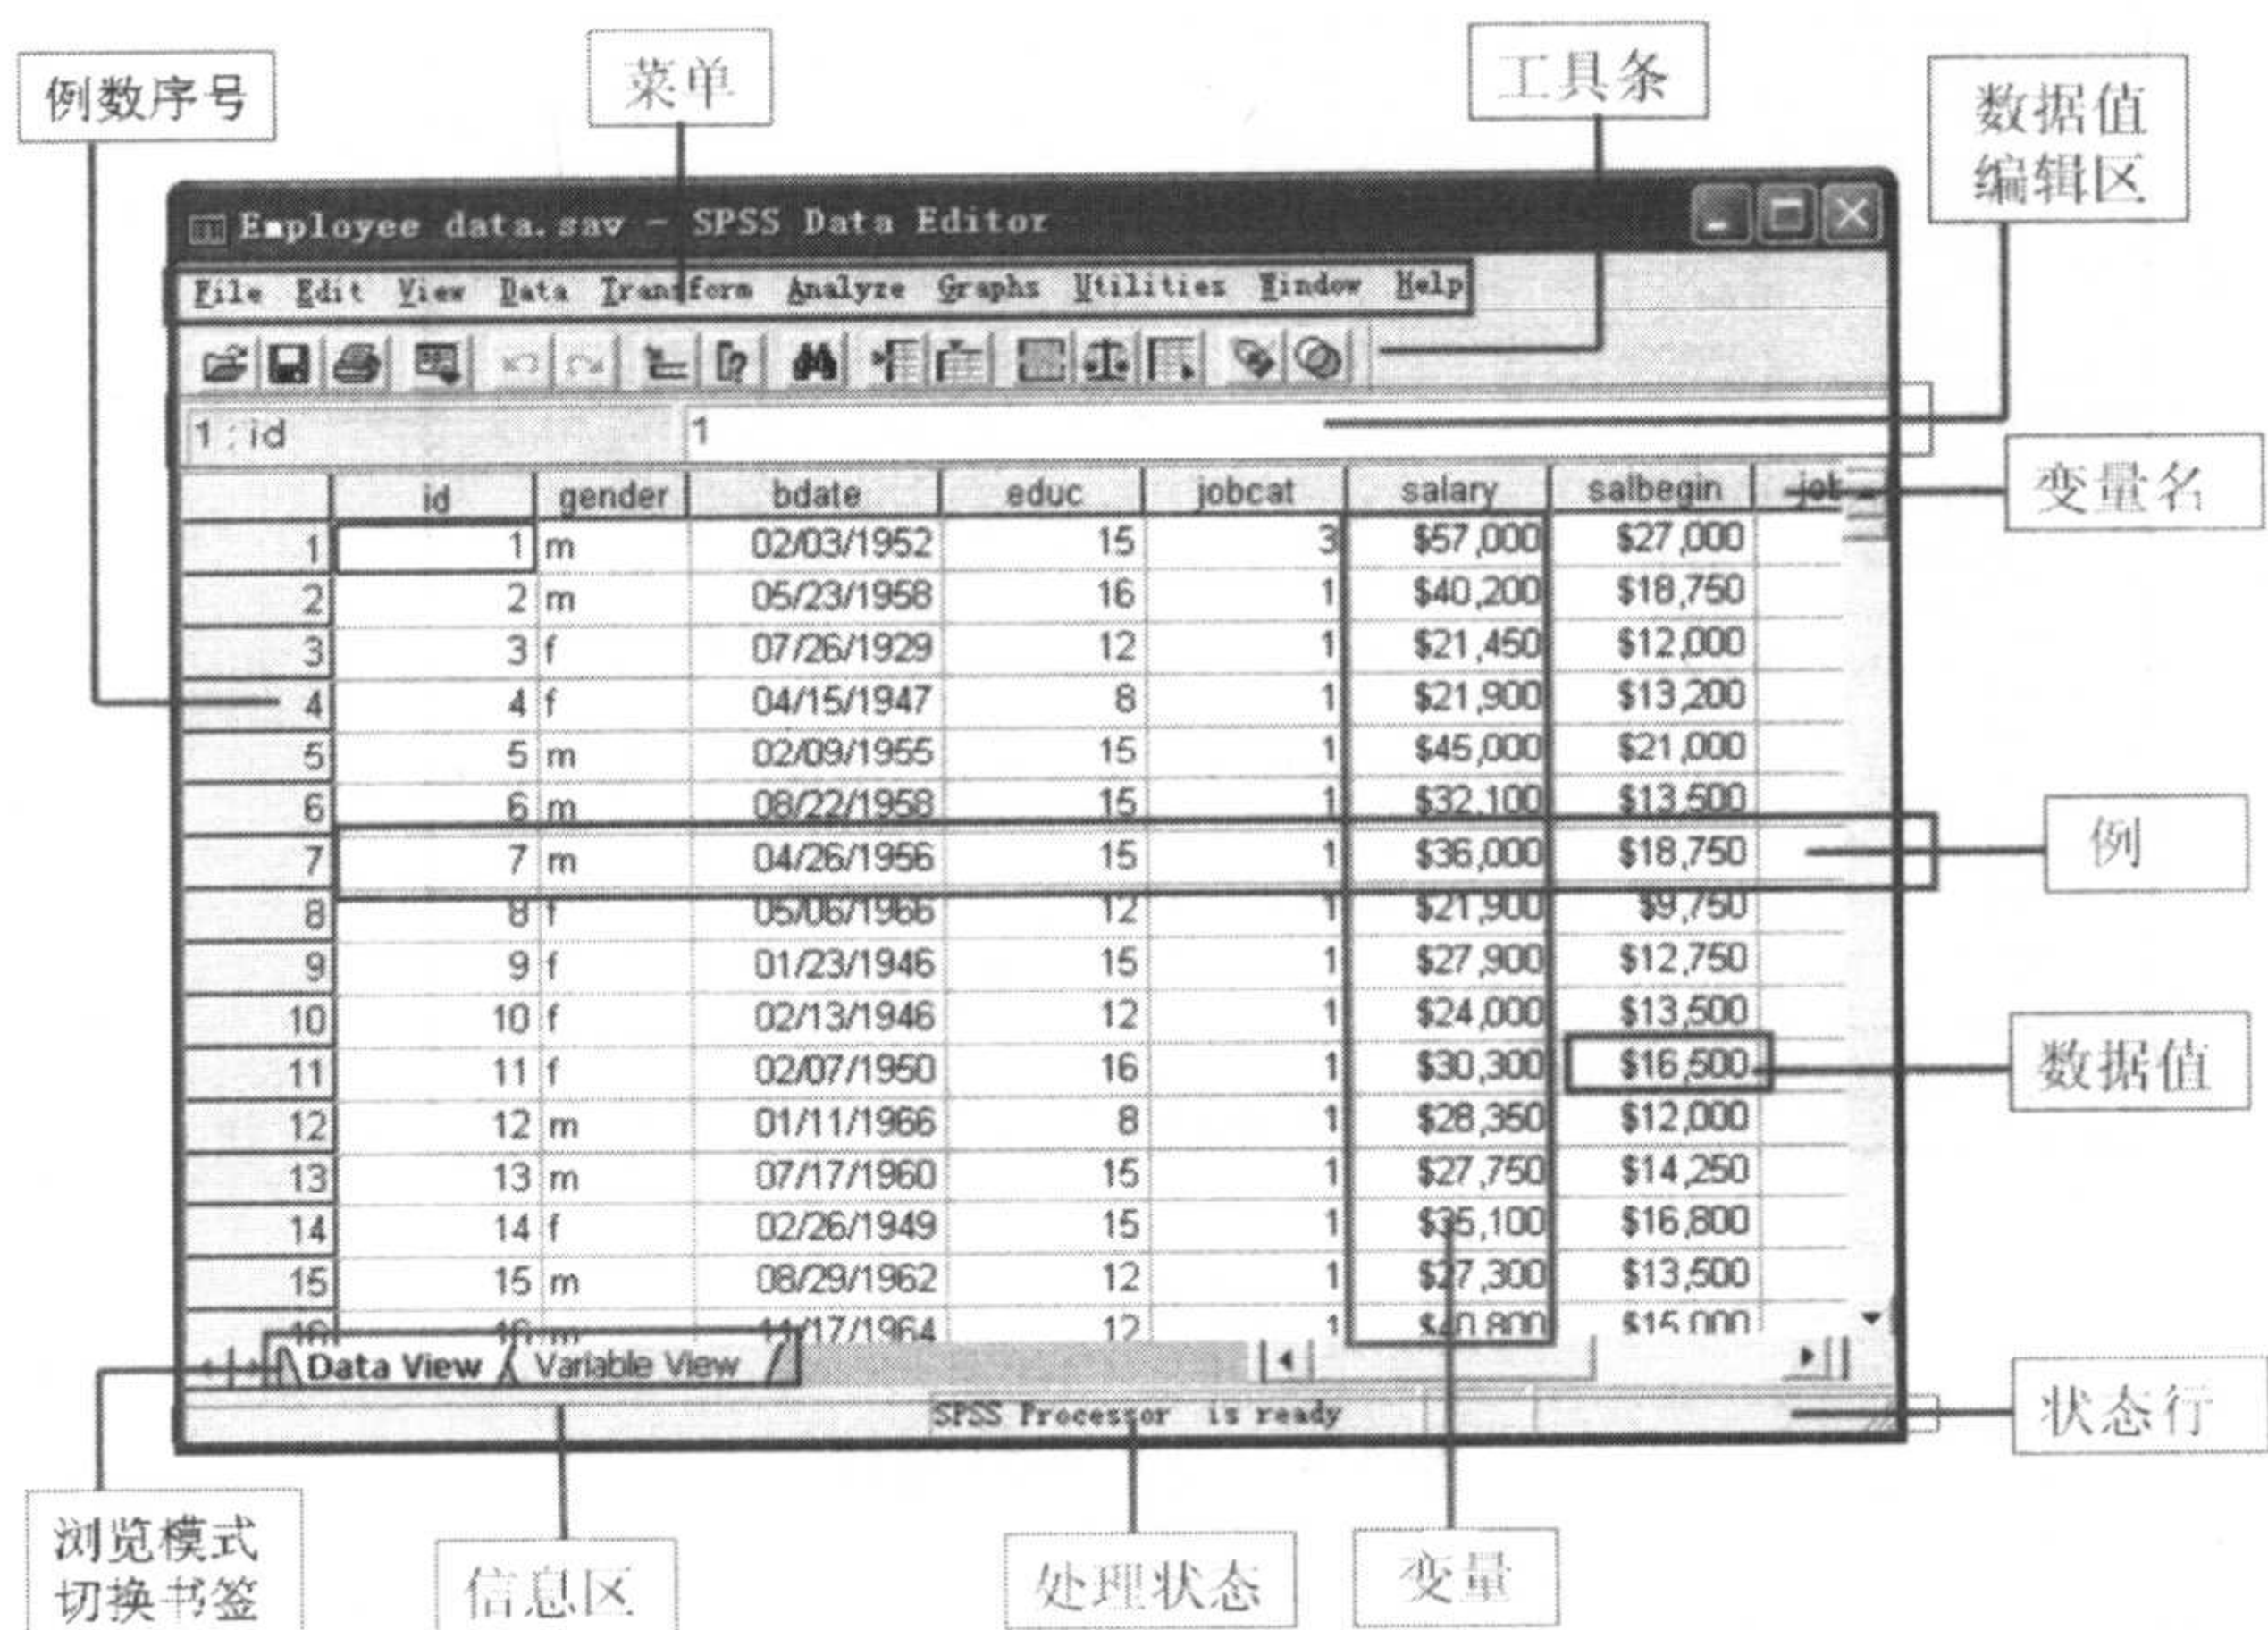 例数序号
菜单
工具条
数据值
编辑区
Employee data.sav - SPSS Data Editor
File Edit View Data Transform Analyze Graphs Utilities Window Help
1 : id 1
变量名
id gender bdate educ jobcat salary salbegin
1 1 m 02/03/1952 15 3 $57,000 $27,000
2 2 m 05/23/1958 16 1 $40,200 $18,750
3 3 f 07/26/1929 12 1 $21,450 $12,000
4 4 f 04/15/1947 8 1 $21,900 $13,200
5 5 m 02/09/1955 15 1 $45,000 $21,000
6 6 m 08/22/1958 15 1 $32,100 $13,500
7 7 m 04/26/1956 15 1 $36,000 $18,750
例
8 8 f 05/06/1966 12 1 $21,900 $9,750
9 9 f 01/23/1946 15 1 $27,900 $12,750
10 10 f 02/13/1946 12 1 $24,000 $13,500
11 11 f 02/07/1950 16 1 $30,300 $16,500
数据值
12 12 m 01/11/1966 8 1 $28,350 $12,000
13 13 m 07/17/1960 15 1 $27,750 $14,250
14 14 f 02/26/1949 15 1 $35,100 $16,800
15 15 m 08/29/1962 12 1 $27,300 $13,500
16 16 m 11/17/1964 12 1 $40,800 $15,000
Data View Variable View
SPSS Processor is ready
状态行
浏览模式
切换书签
信息区
处理状态
变量